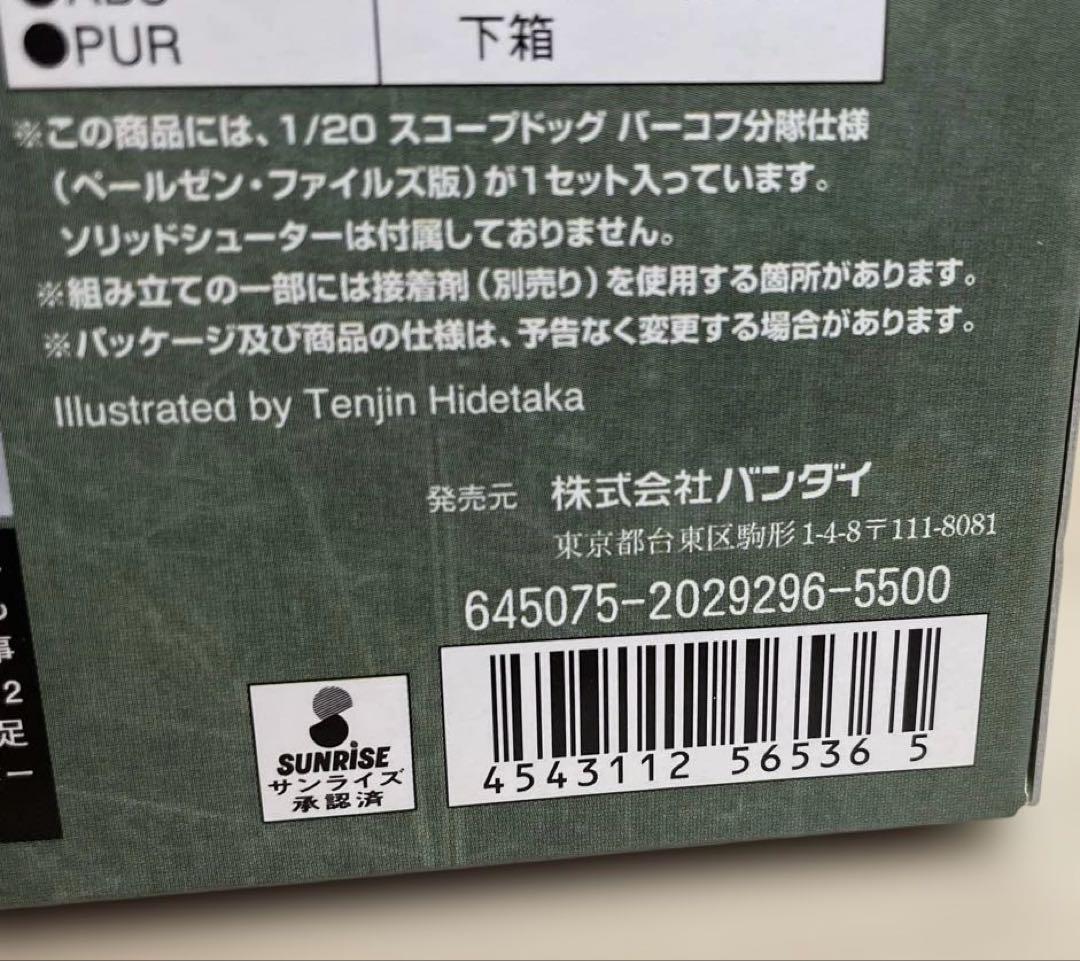 ●PUR
下箱
※この商品には、1/20 スコープドッグ バーコフ分隊仕様
(ペールゼン・ファイルズ版)が1セット入っています。
ソリッドシューターは付属しておりません。
※組み立ての一部には接着剤(別売り)を使用する箇所があります。
※パッケージ及び商品の仕様は、予告なく変更する場合があります。
Illustrated by Tenjin Hidetaka
発売元 株式会社バンダイ
東京都台東区駒形1-4-8〒111-8081
645075-2029296-5500
SUNRiSE
サンライズ
承認済
4543112 565365
事
2
足
ー